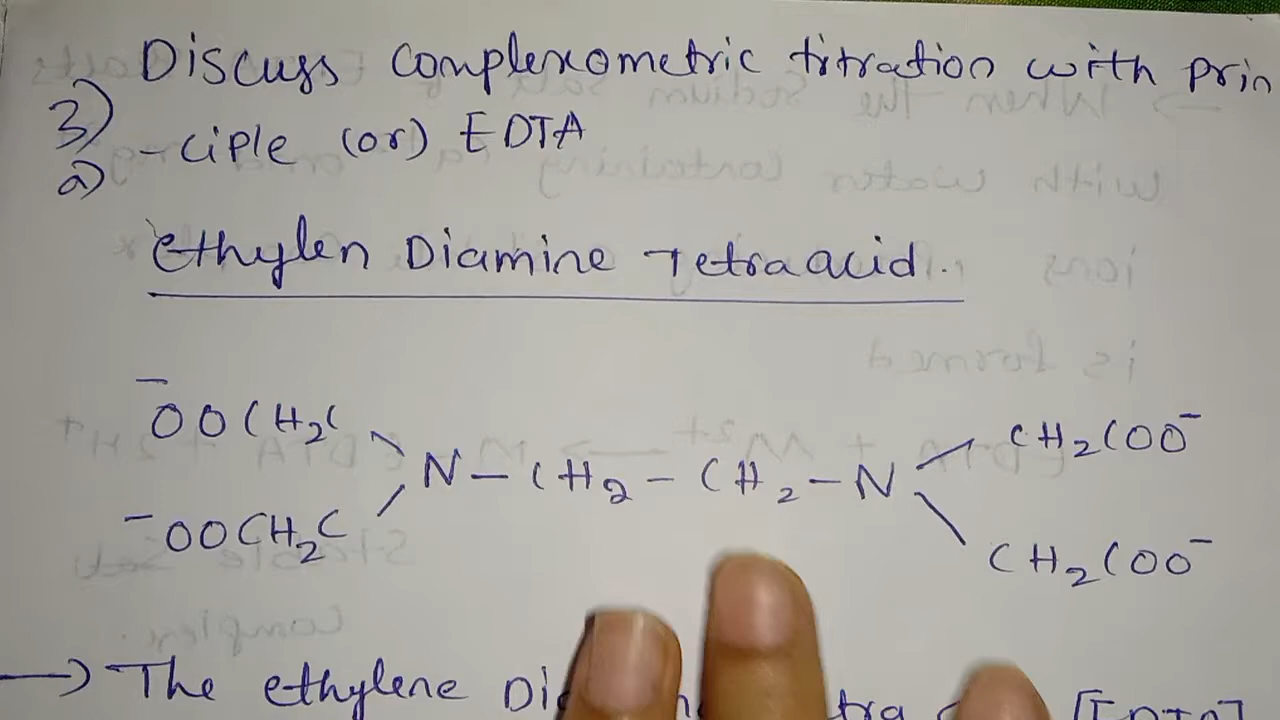 Discuss Complexometric titration with prin
3)
a)
-ciple (or) EDTA
ethylen Diamine Tetraacid.
⁻OOCH₂C
CH₂COO⁻
N-CH₂-CH₂-N
⁻OOCH₂C
CH₂COO⁻
→ The ethylene [EDTA]